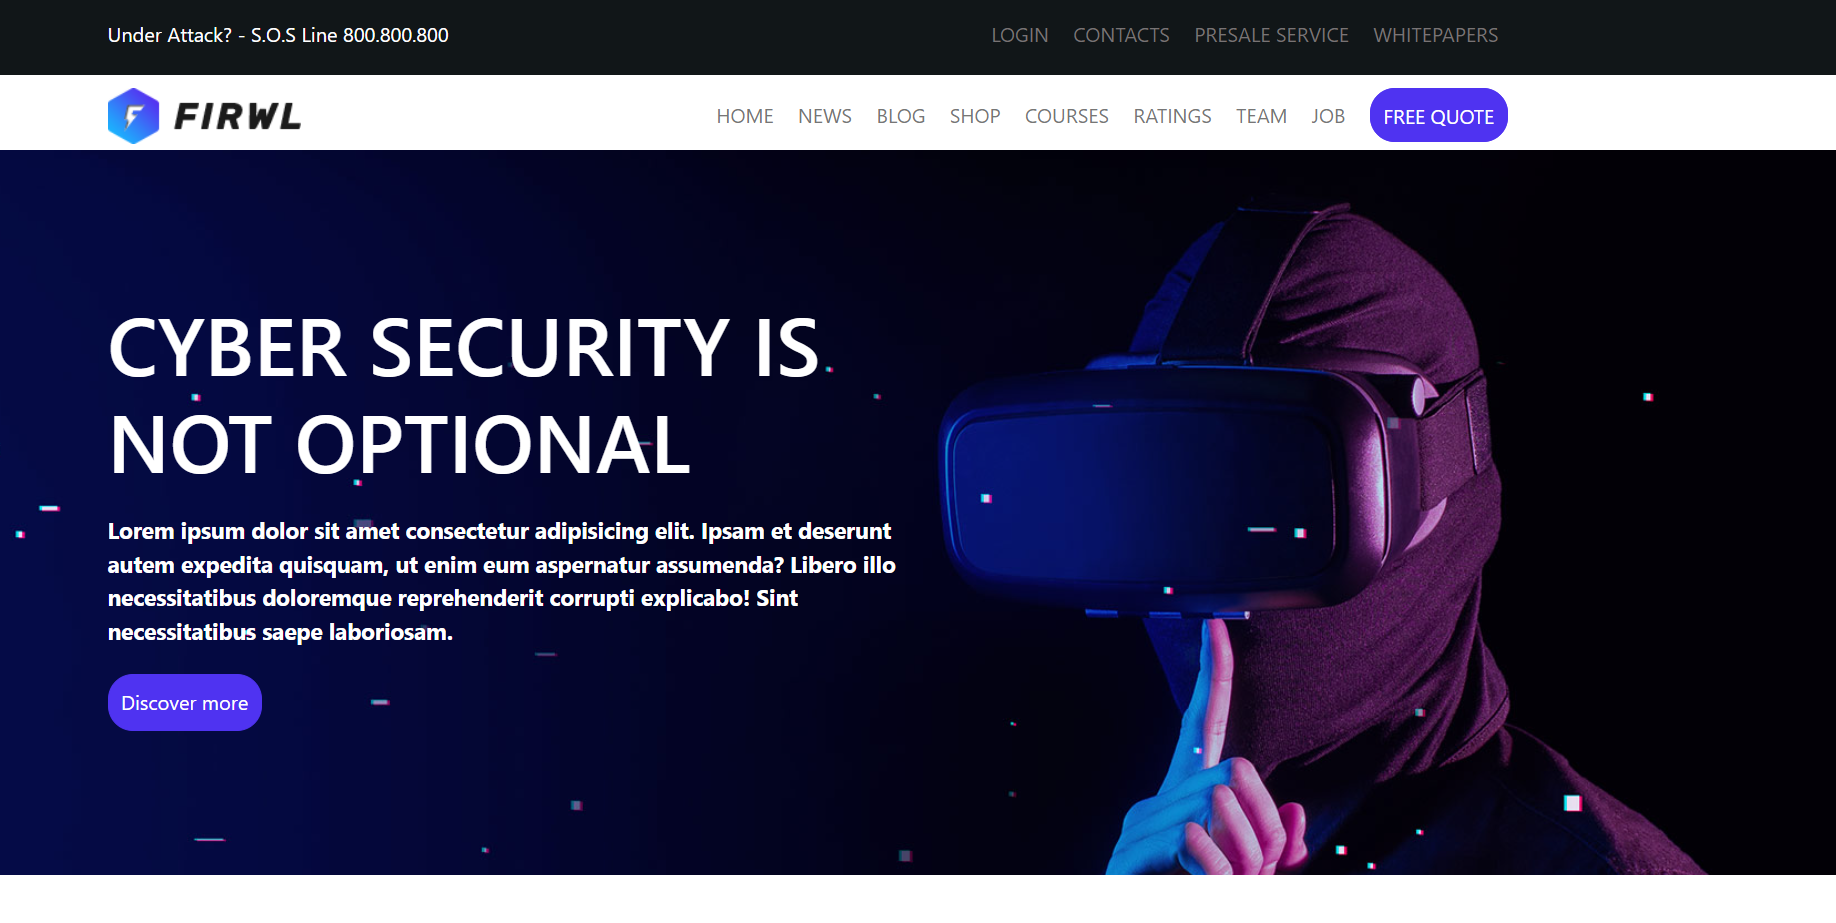 Under Attack? - S.O.S Line 800.800.800
LOGIN CONTACTS PRESALE SERVICE WHITEPAPERS
F FIRWL
HOME NEWS BLOG SHOP COURSES RATINGS TEAM JOB FREE QUOTE
CYBER SECURITY IS
NOT OPTIONAL
Lorem ipsum dolor sit amet consectetur adipisicing elit. Ipsam et deserunt
autem expedita quisquam, ut enim eum aspernatur assumenda? Libero illo
necessitatibus doloremque reprehenderit corrupti explicabo! Sint
necessitatibus saepe laboriosam.
Discover more